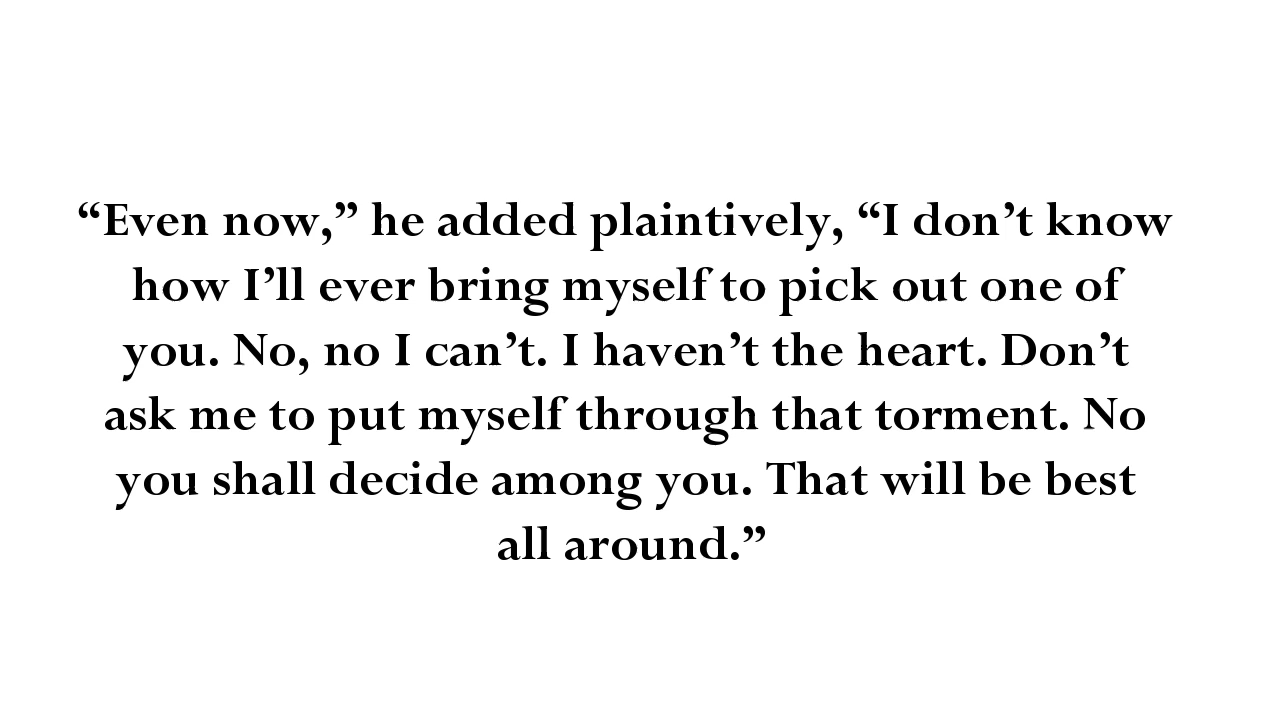 “Even now,” he added plaintively, “I don’t know
how I’ll ever bring myself to pick out one of
you. No, no I can’t. I haven’t the heart. Don’t
ask me to put myself through that torment. No
you shall decide among you. That will be best
all around.”